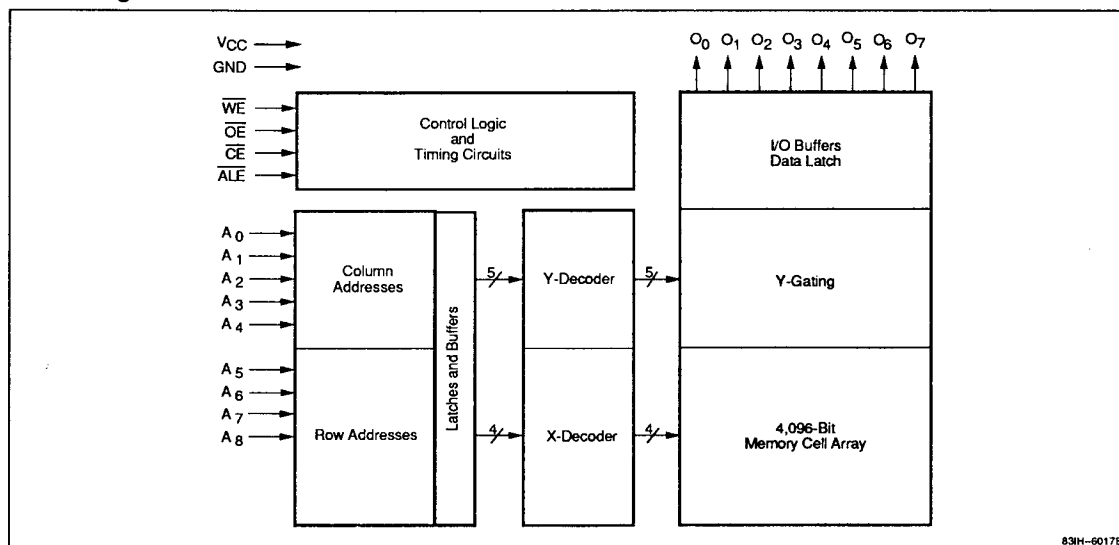 VCC
GND
WE
OE
CE
ALE
Control Logic
and
Timing Circuits
O0 O1 O2 O3 O4 O5 O6 O7
I/O Buffers
Data Latch
A0
A1
A2
A3
A4
Column
Addresses
A5
A6
A7
A8
Row Addresses
Latches and Buffers
5
Y-Decoder
5
Y-Gating
4
X-Decoder
4
4,096-Bit
Memory Cell Array